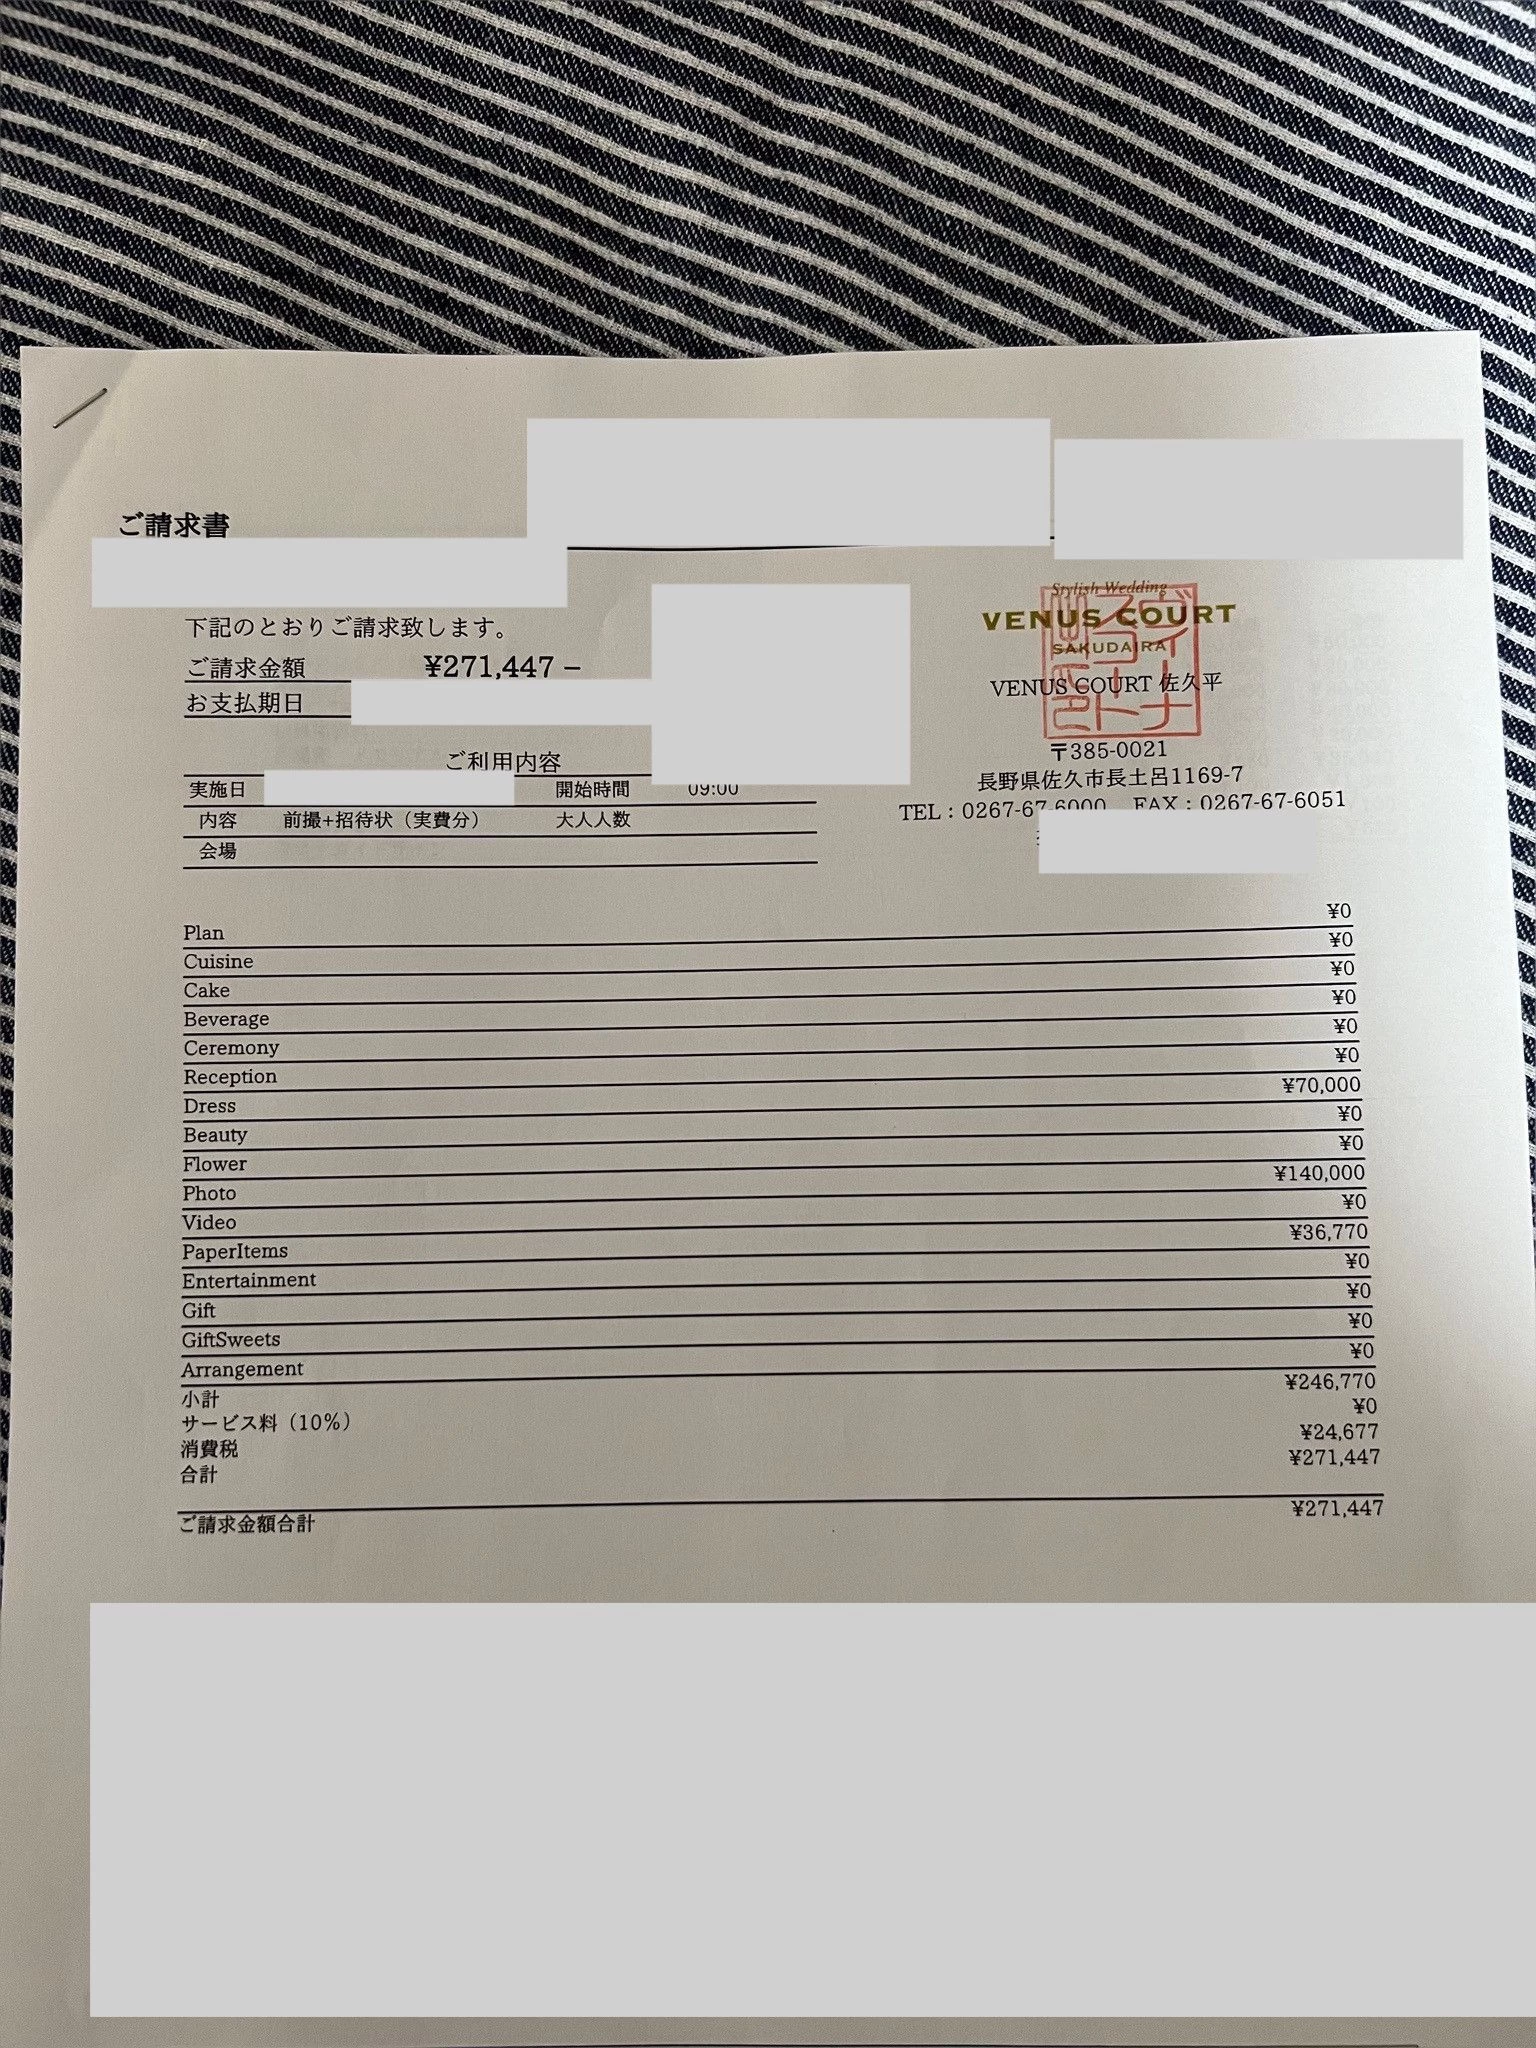 ご請求書
下記のとおりご請求致します。
ご請求金額 ¥271,447 –
お支払期日
Stylish Wedding
VENUS COURT
SAKUDAIRA
VENUS COURT 佐久平
〒385-0021
長野県佐久市長土呂1169-7
TEL：0267-67-6000 FAX：0267-67-6051
ご利用内容
実施日 開始時間 09:00
内容 前撮+招待状（実費分） 大人人数
会場
Plan ¥0
Cuisine ¥0
Cake ¥0
Beverage ¥0
Ceremony ¥0
Reception ¥0
Dress ¥70,000
Beauty ¥0
Flower ¥0
Photo ¥140,000
Video ¥0
PaperItems ¥36,770
Entertainment ¥0
Gift ¥0
GiftSweets ¥0
Arrangement ¥0
小計 ¥246,770
サービス料（10%） ¥0
消費税 ¥24,677
合計 ¥271,447
ご請求金額合計 ¥271,447